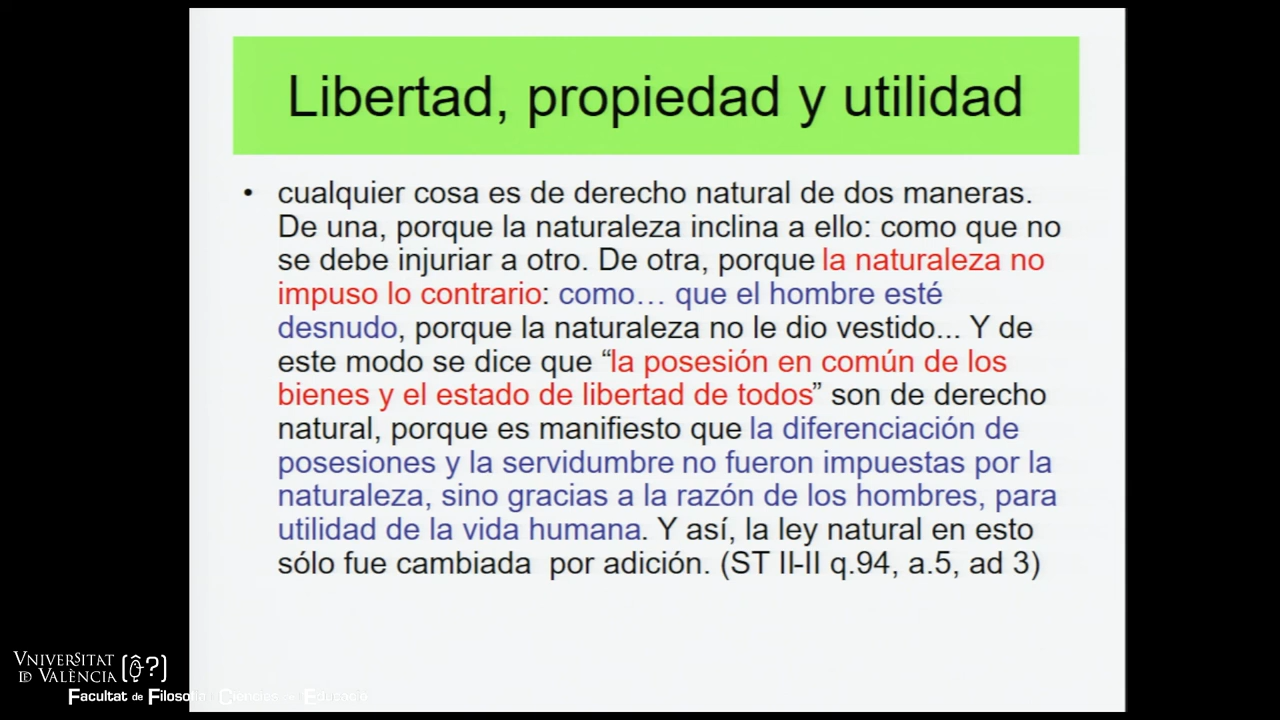 Libertad, propiedad y utilidad
• cualquier cosa es de derecho natural de dos maneras.
De una, porque la naturaleza inclina a ello: como que no
se debe injuriar a otro. De otra, porque la naturaleza no
impuso lo contrario: como… que el hombre esté
desnudo, porque la naturaleza no le dio vestido... Y de
este modo se dice que “la posesión en común de los
bienes y el estado de libertad de todos” son de derecho
natural, porque es manifiesto que la diferenciación de
posesiones y la servidumbre no fueron impuestas por la
naturaleza, sino gracias a la razón de los hombres, para
utilidad de la vida humana. Y así, la ley natural en esto
sólo fue cambiada  por adición. (ST II-II q.94, a.5, ad 3)
VNIVERSITAT
DE VALÈNCIA
Facultat de Filosofia i Ciències de l'Educació